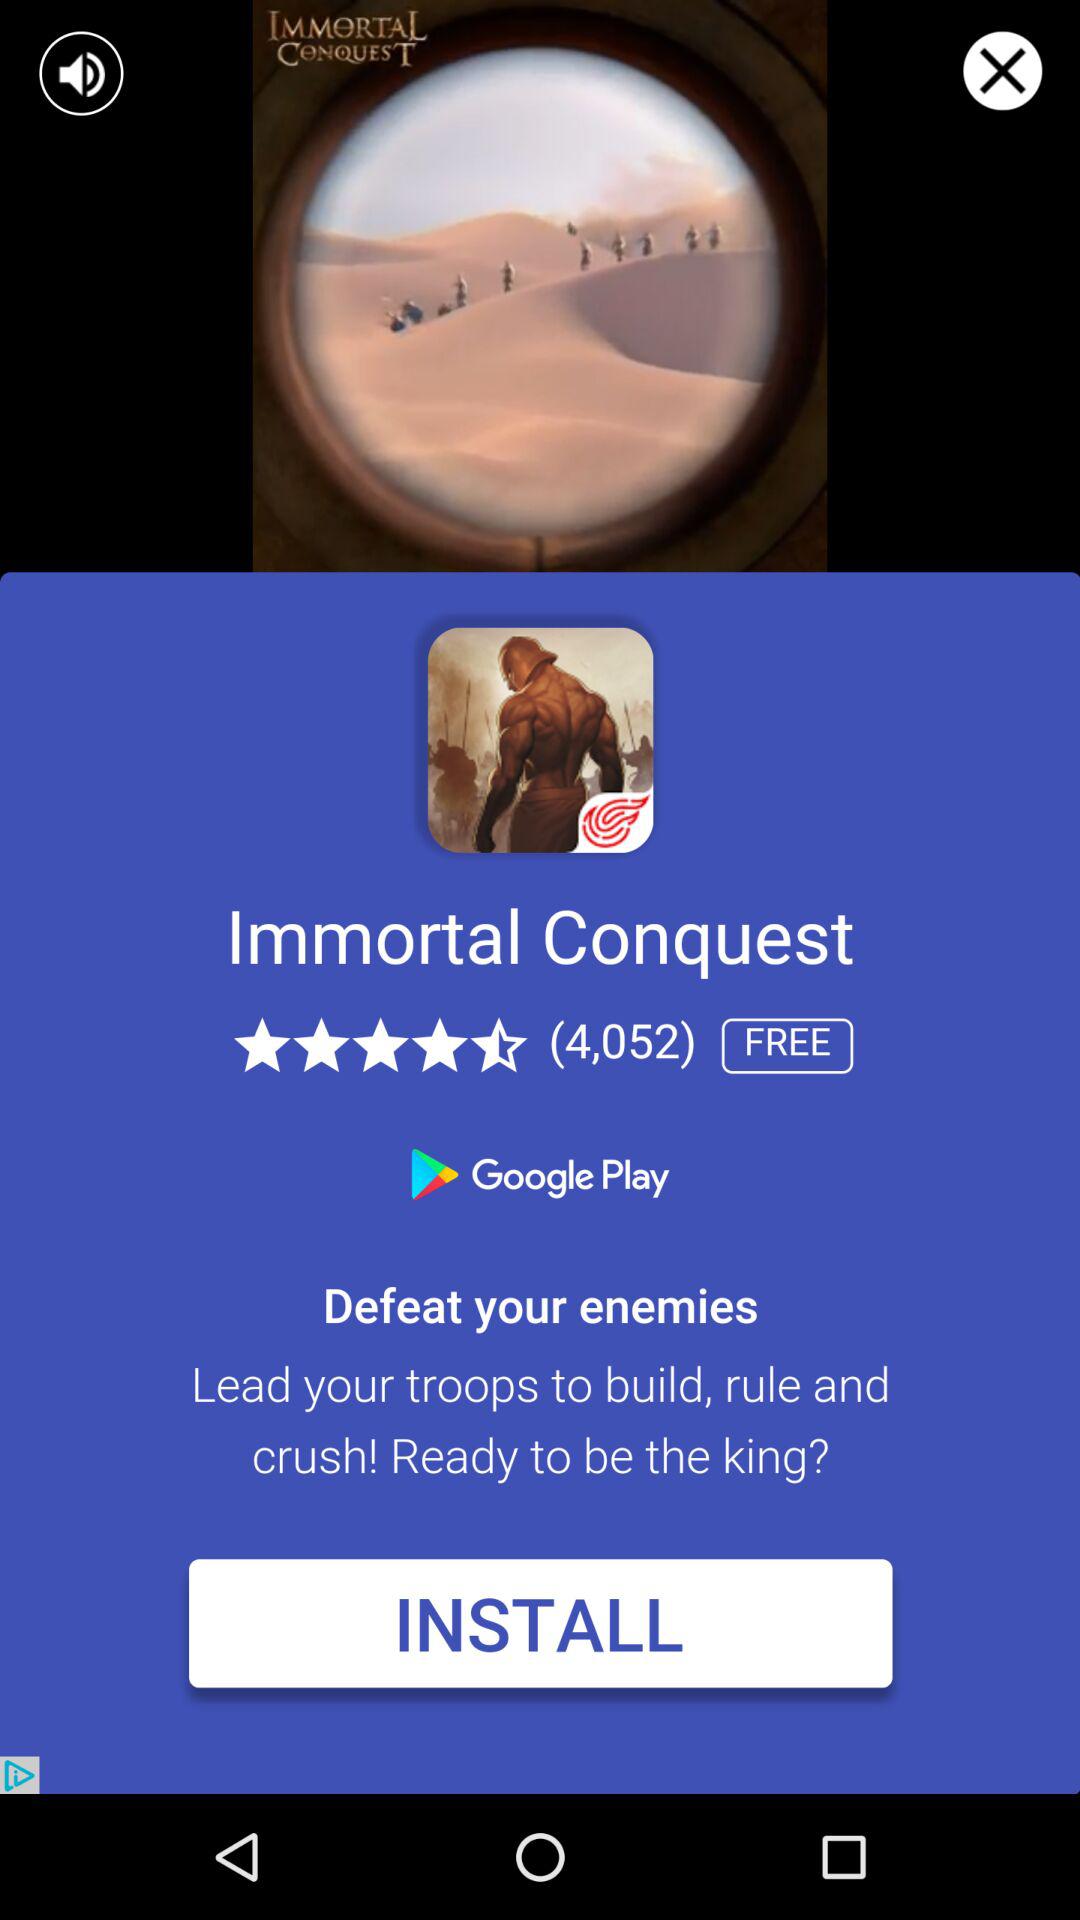 IMMORTAL
CONQUEST
Immortal Conquest
(4,052) FREE
Google Play
Defeat your enemies
Lead your troops to build, rule and
crush! Ready to be the king?
INSTALL